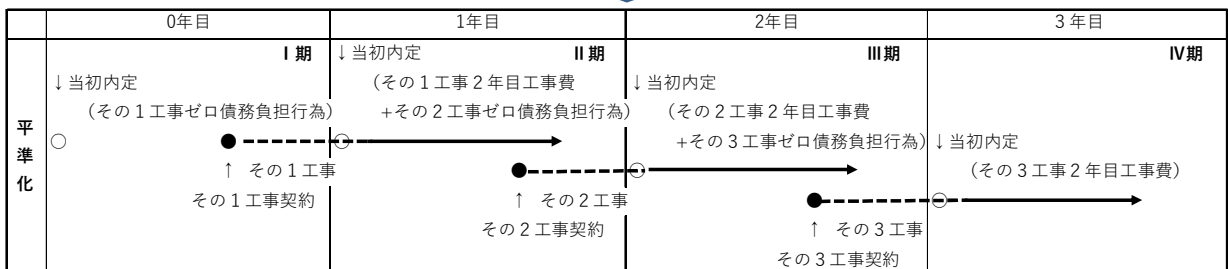 0年目 1年目 2年目 3年目
Ⅰ期 ↓当初内定 Ⅱ期 Ⅲ期 Ⅳ期
↓当初内定 (その1工事2年目工事費 ↓当初内定
(その1工事ゼロ債務負担行為) +その2工事ゼロ債務負担行為) (その2工事2年目工事費
平準化
+その3工事ゼロ債務負担行為) ↓当初内定
↑ その1工事 (その3工事2年目工事費)
その1工事契約 ↑ その2工事
その2工事契約 ↑ その3工事
その3工事契約